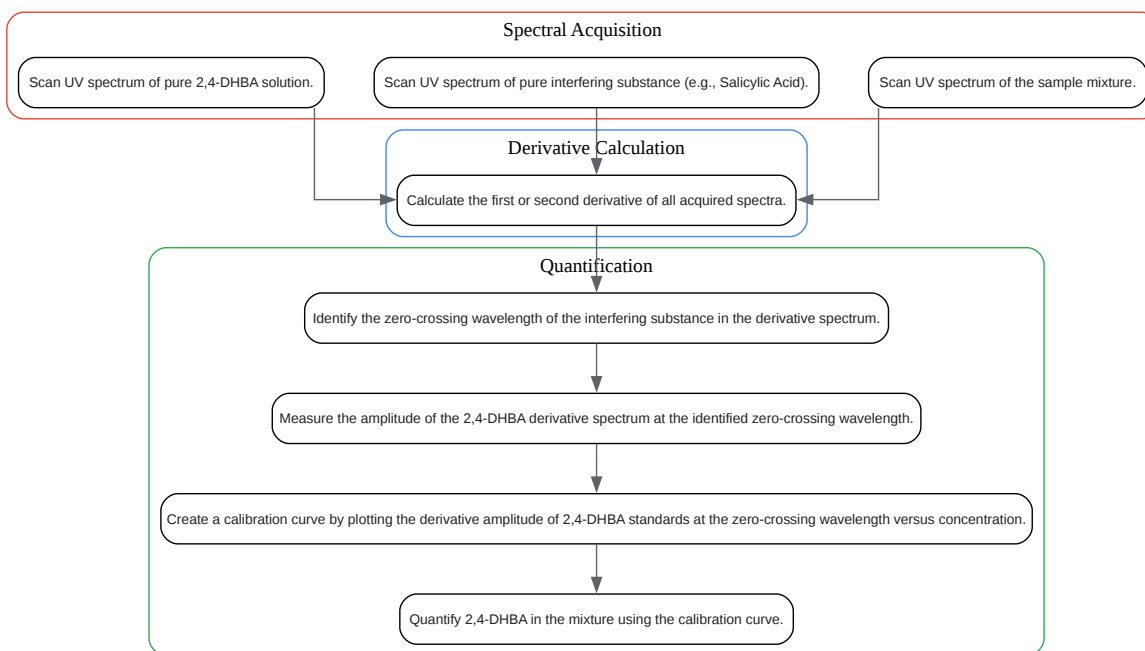 Spectral Acquisition
Scan UV spectrum of pure 2,4-DHBA solution.
Scan UV spectrum of pure interfering substance (e.g., Salicylic Acid).
Scan UV spectrum of the sample mixture.
Derivative Calculation
Calculate the first or second derivative of all acquired spectra.
Quantification
Identify the zero-crossing wavelength of the interfering substance in the derivative spectrum.
Measure the amplitude of the 2,4-DHBA derivative spectrum at the identified zero-crossing wavelength.
Create a calibration curve by plotting the derivative amplitude of 2,4-DHBA standards at the zero-crossing wavelength versus concentration.
Quantify 2,4-DHBA in the mixture using the calibration curve.